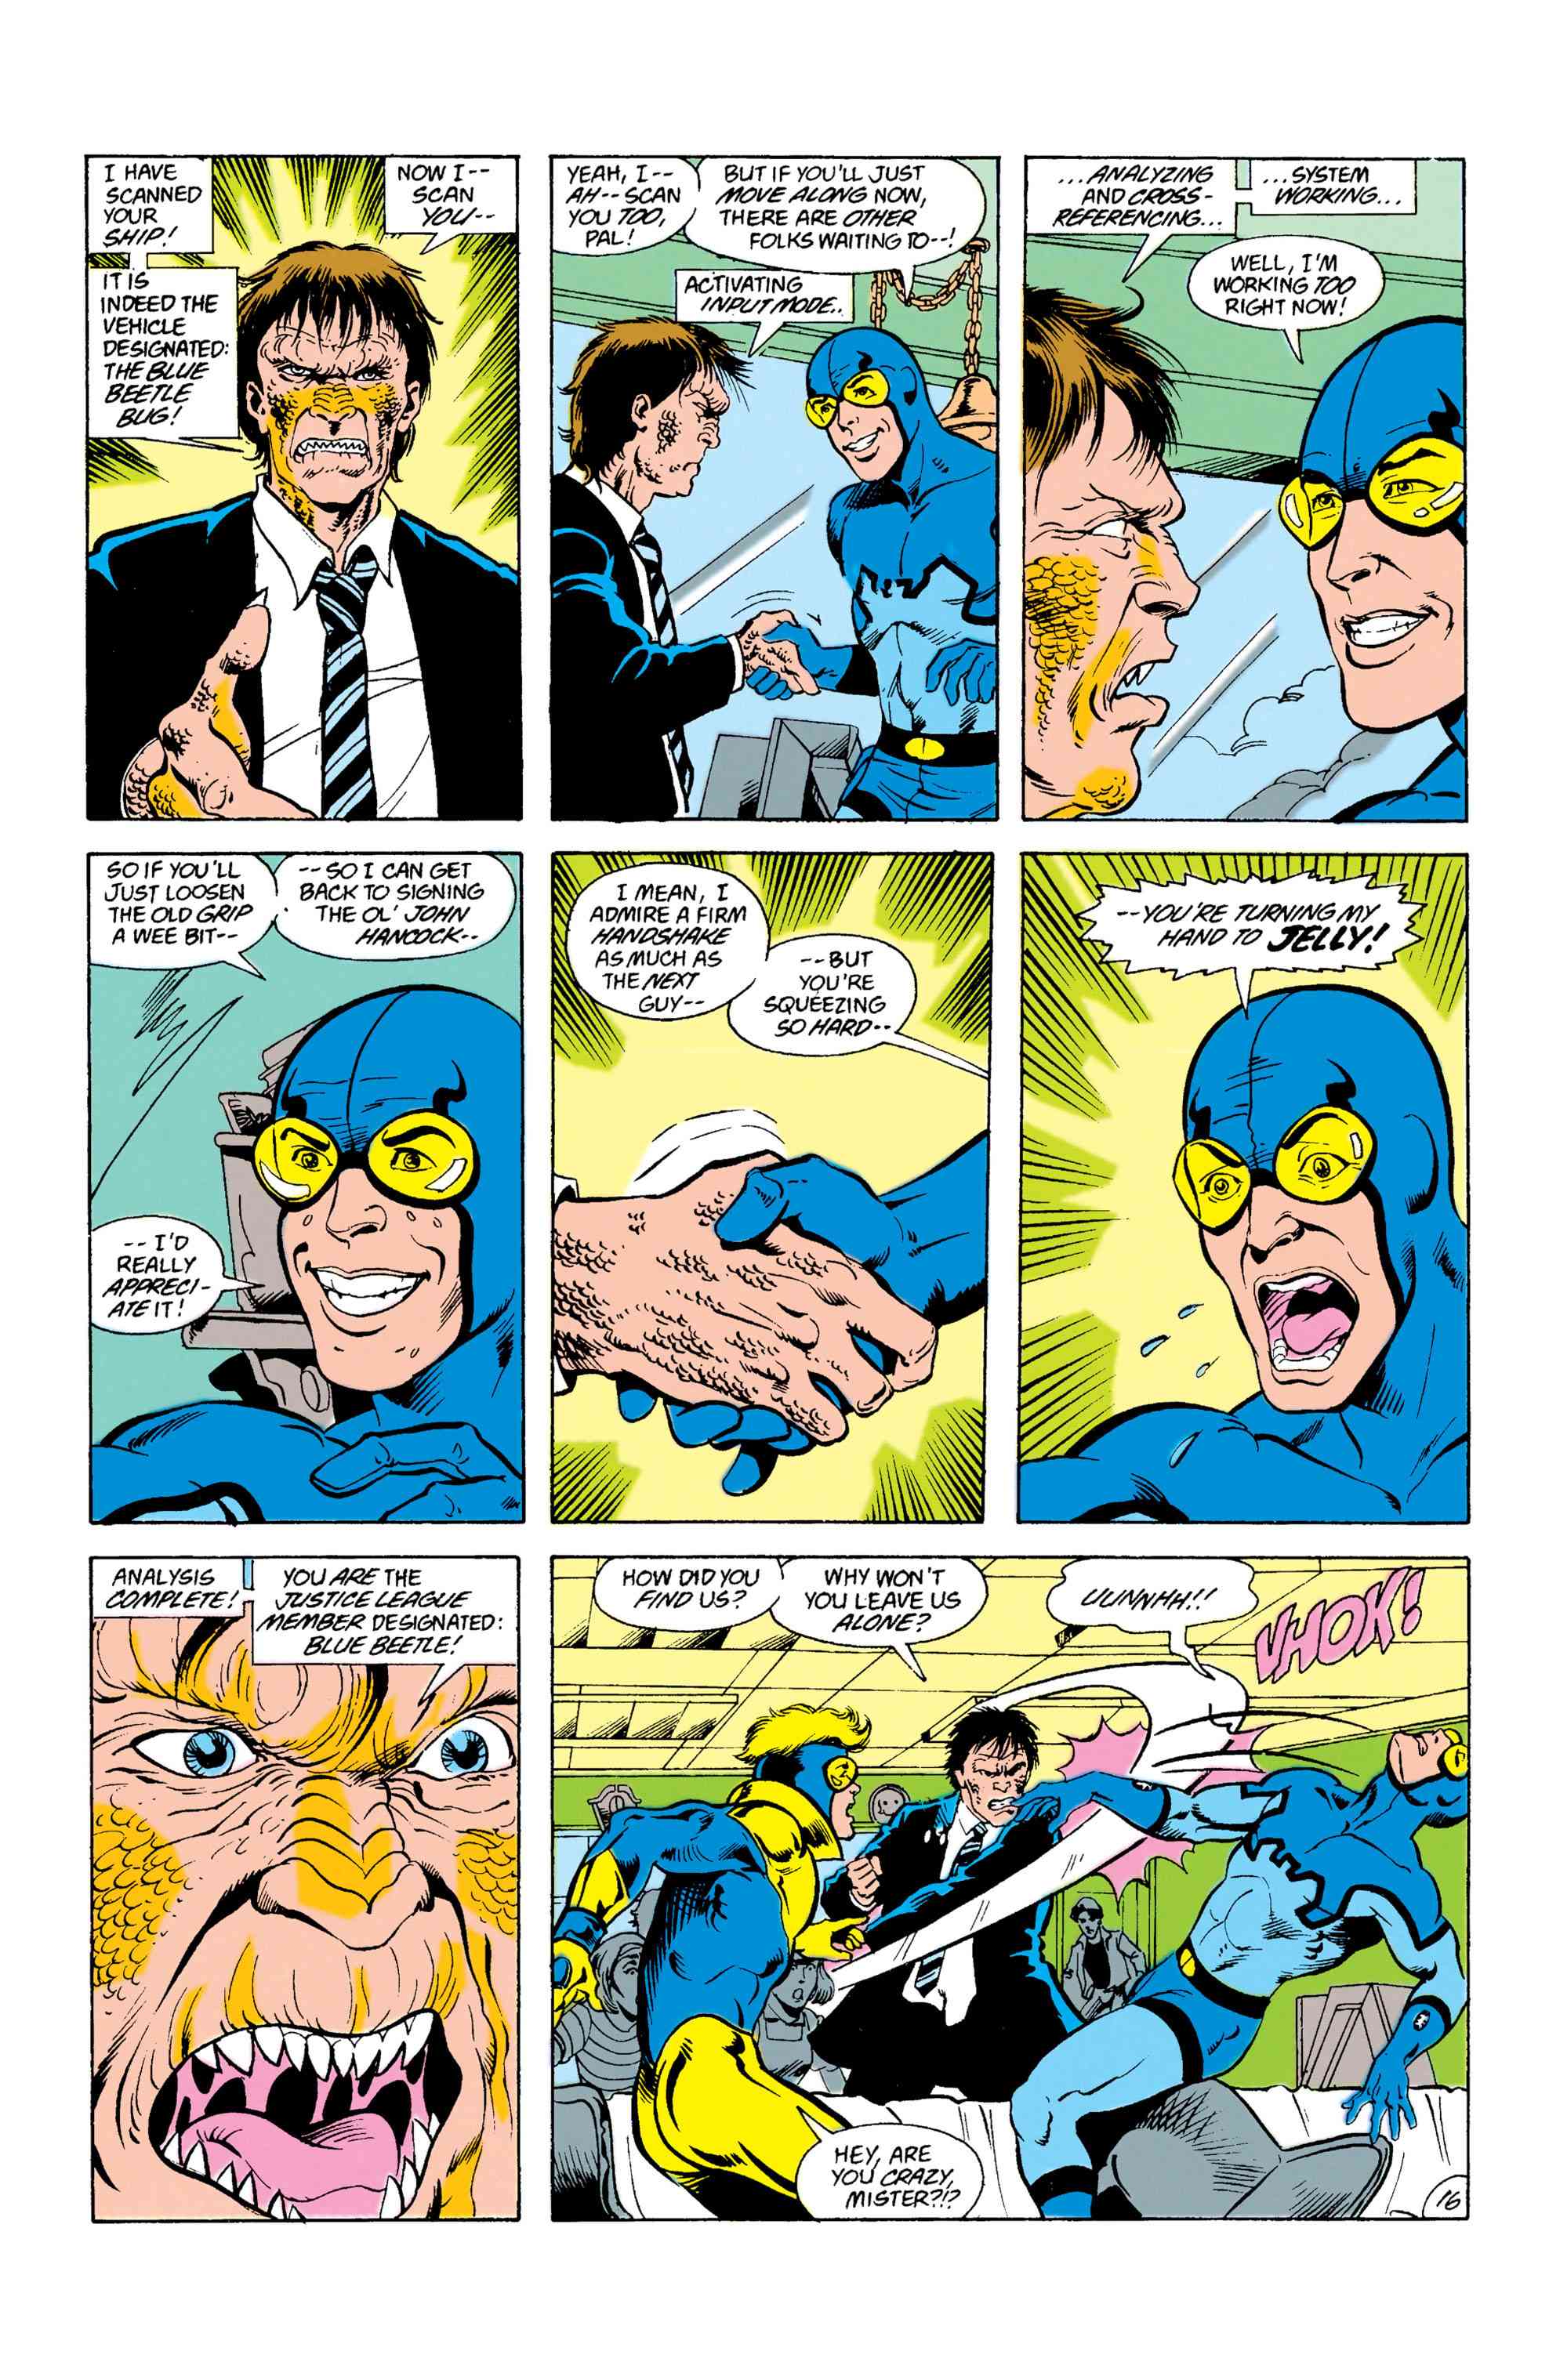 I HAVE
SCANNED
YOUR
SHIP!
IT IS
INDEED THE
VEHICLE
DESIGNATED:
THE BLUE
BEETLE
BUG!
NOW I--
SCAN
YOU--
YEAH, I--
AH-- SCAN
YOU TOO,
PAL!
BUT IF YOU'LL JUST
MOVE ALONG NOW,
THERE ARE OTHER
FOLKS WAITING TO--!
ACTIVATING
INPUT MODE..
...ANALYZING
AND CROSS-
REFERENCING...
...SYSTEM
WORKING...
WELL, I'M
WORKING TOO
RIGHT NOW!
SO IF YOU'LL
JUST LOOSEN
THE OLD GRIP
A WEE BIT--
--SO I CAN GET
BACK TO SIGNING
THE OL' JOHN
HANCOCK--
-- I'D
REALLY
APPRECI-
ATE IT!
I MEAN, I
ADMIRE A FIRM
HANDSHAKE
AS MUCH AS
THE NEXT
GUY--
--BUT
YOU'RE
SQUEEZING
SO HARD--
--YOU'RE TURNING MY
HAND TO JELLY!
ANALYSIS
COMPLETE!
YOU ARE THE
JUSTICE LEAGUE
MEMBER DESIGNATED:
BLUE BEETLE!
HOW DID YOU
FIND US?
WHY WON'T
YOU LEAVE US
ALONE?
UUNNHH!!
WHOK!
HEY, ARE
YOU CRAZY,
MISTER?!?
16